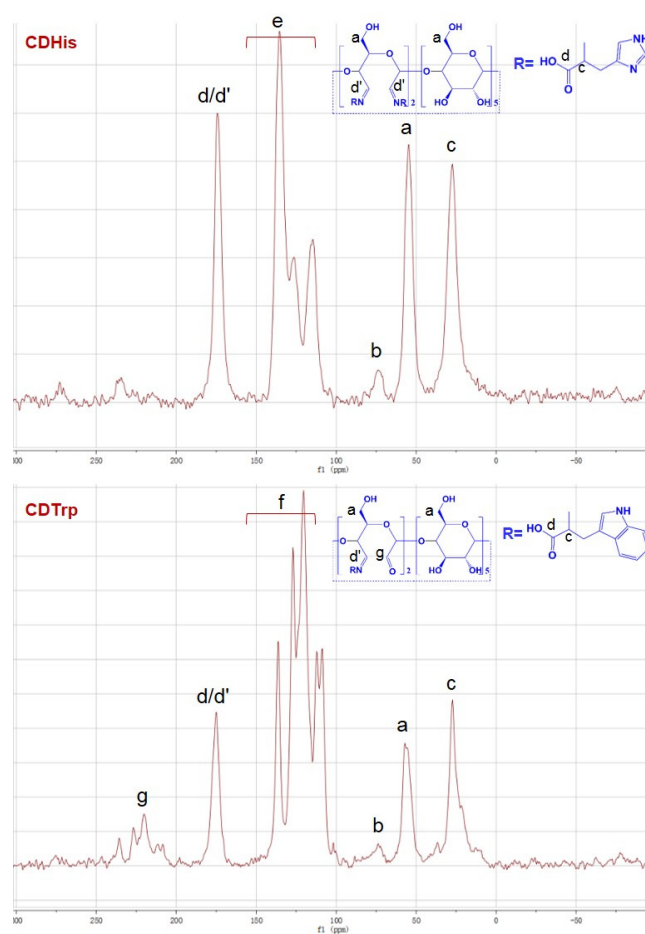 CDHis
e
d/d'
a
c
b
a OH
a OH
O
O
O
O
O
d'
d'
RN
NR
2
HO
OH
5
R=
HO
d
c
O
NH
N
300
250
200
150
100
50
0
-50
f1 (ppm)
CDTrp
f
d/d'
g
a
c
b
a OH
a OH
O
O
O
O
O
d'
g
RN
O
2
HO
OH
5
R=
HO
d
c
O
NH
250
200
150
100
50
0
-50
f1 (ppm)